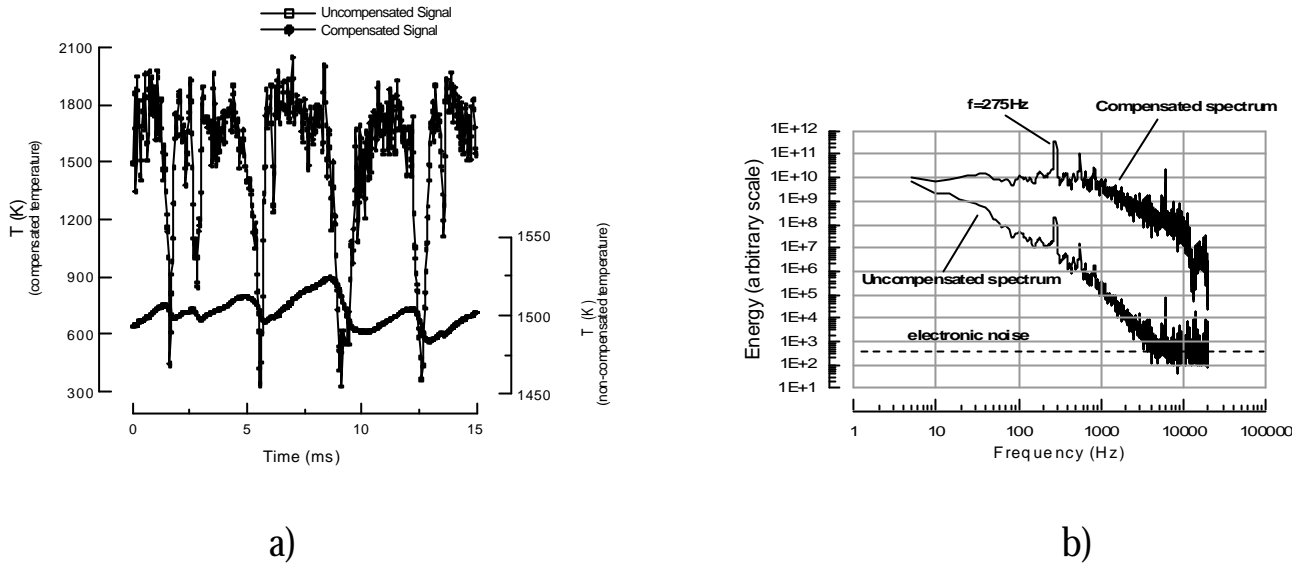 Uncompensated Signal
Compensated Signal
2100
1800
1500
1200
900
600
300
T (K)
(compensated temperature)
1550
1500
1450
T (K)
(non-compensated temperature)
0
5
10
15
Time (ms)
a)
f=275Hz
Compensated spectrum
1E+12
1E+11
1E+10
1E+9
1E+8
1E+7
1E+6
1E+5
1E+4
1E+3
1E+2
1E+1
Energy (arbitrary scale)
Uncompensated spectrum
electronic noise
1
10
100
1000
10000
100000
Frequency (Hz)
b)